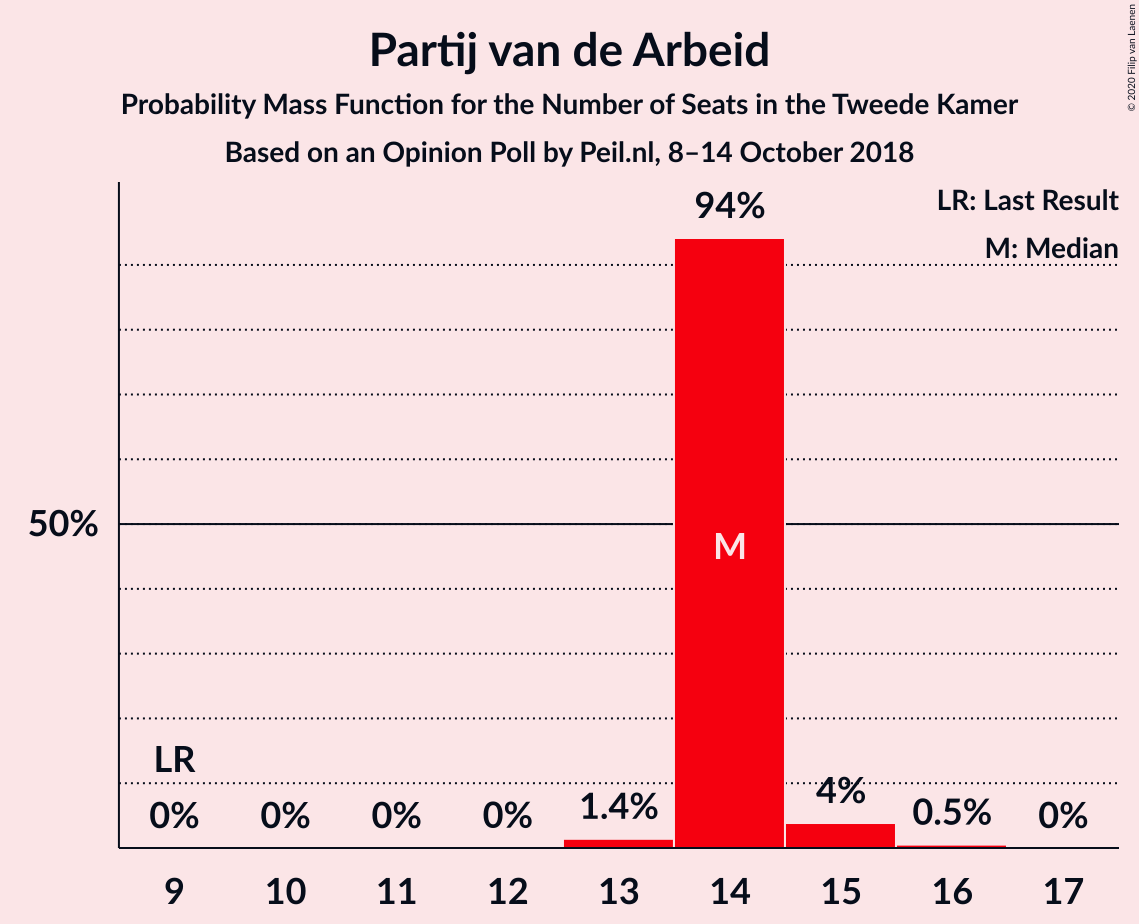 Partij van de Arbeid
Probability Mass Function for the Number of Seats in the Tweede Kamer
Based on an Opinion Poll by Peil.nl, 8–14 October 2018
© 2020 Filip van Laenen
LR: Last Result
M: Median
94%
50%
M
LR
0% 0% 0% 0% 1.4% 4% 0.5% 0%
9 10 11 12 13 14 15 16 17